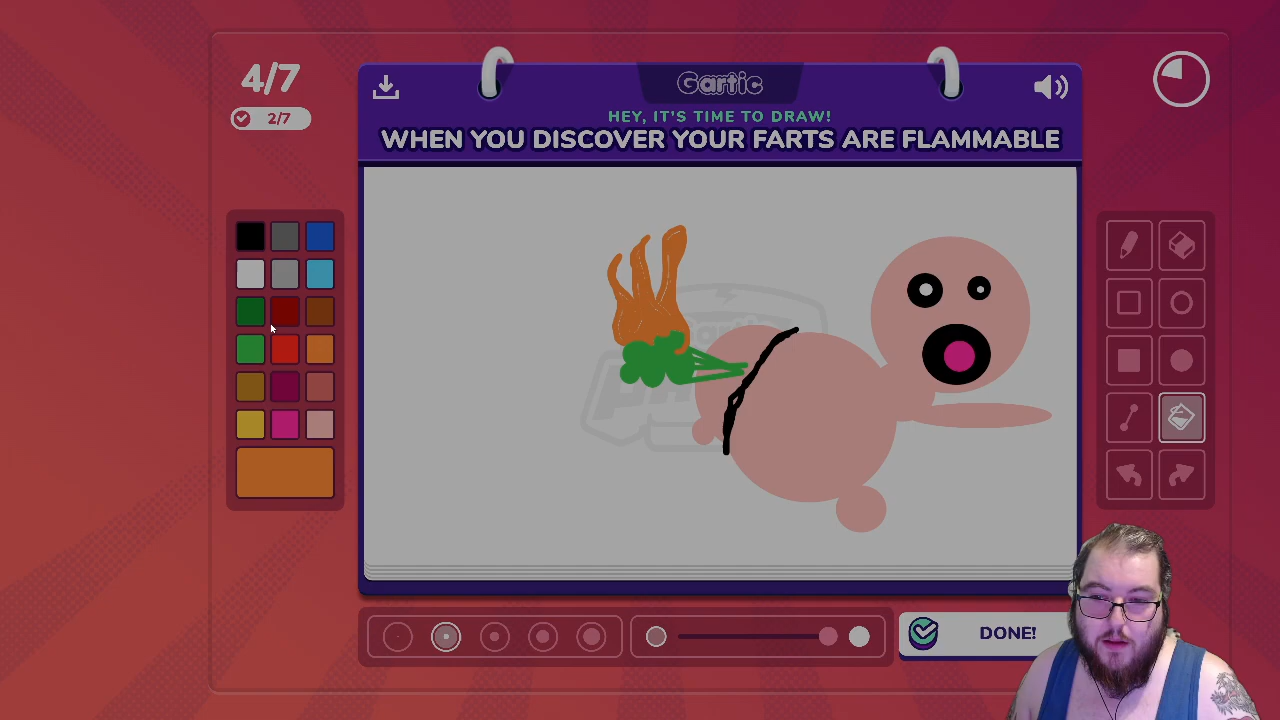 4/7
2/7
Gartic
HEY, IT'S TIME TO DRAW!
WHEN YOU DISCOVER YOUR FARTS ARE FLAMMABLE
DONE!